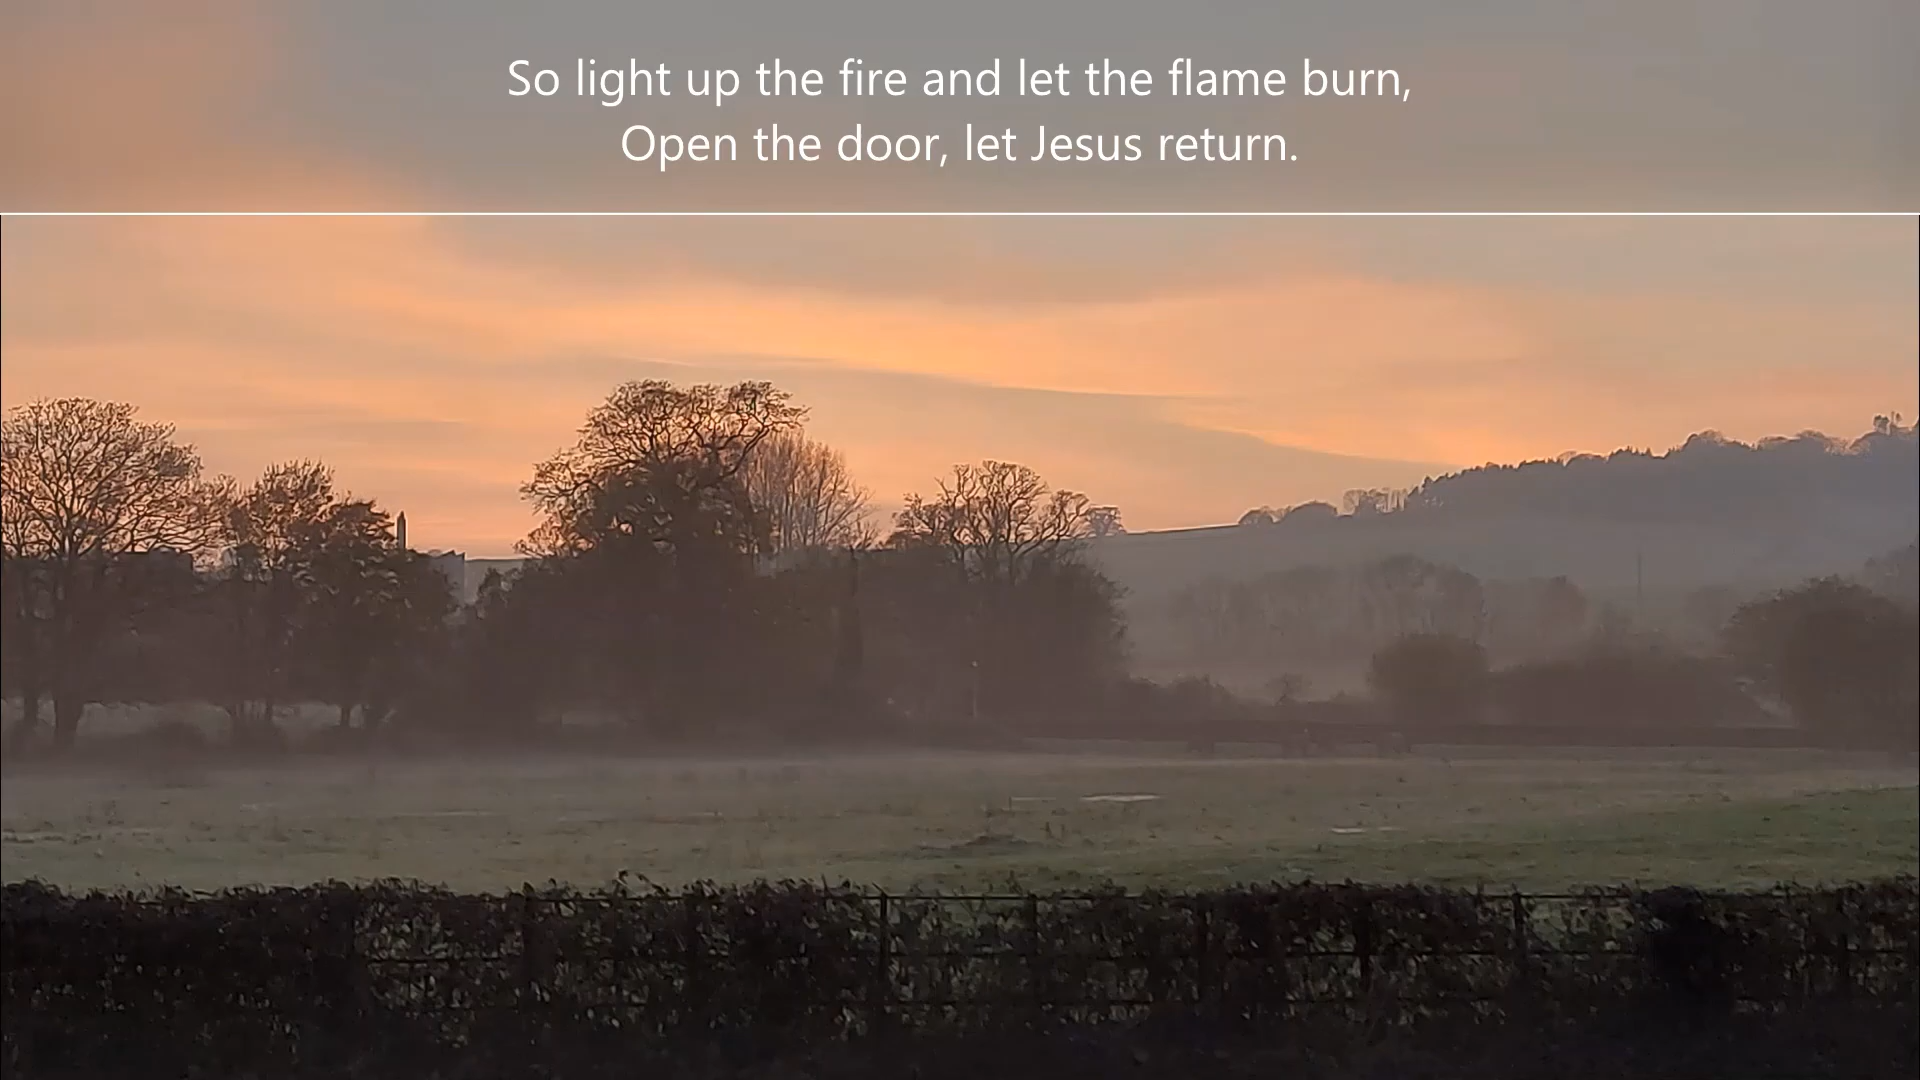 So light up the fire and let the flame burn,
Open the door, let Jesus return.